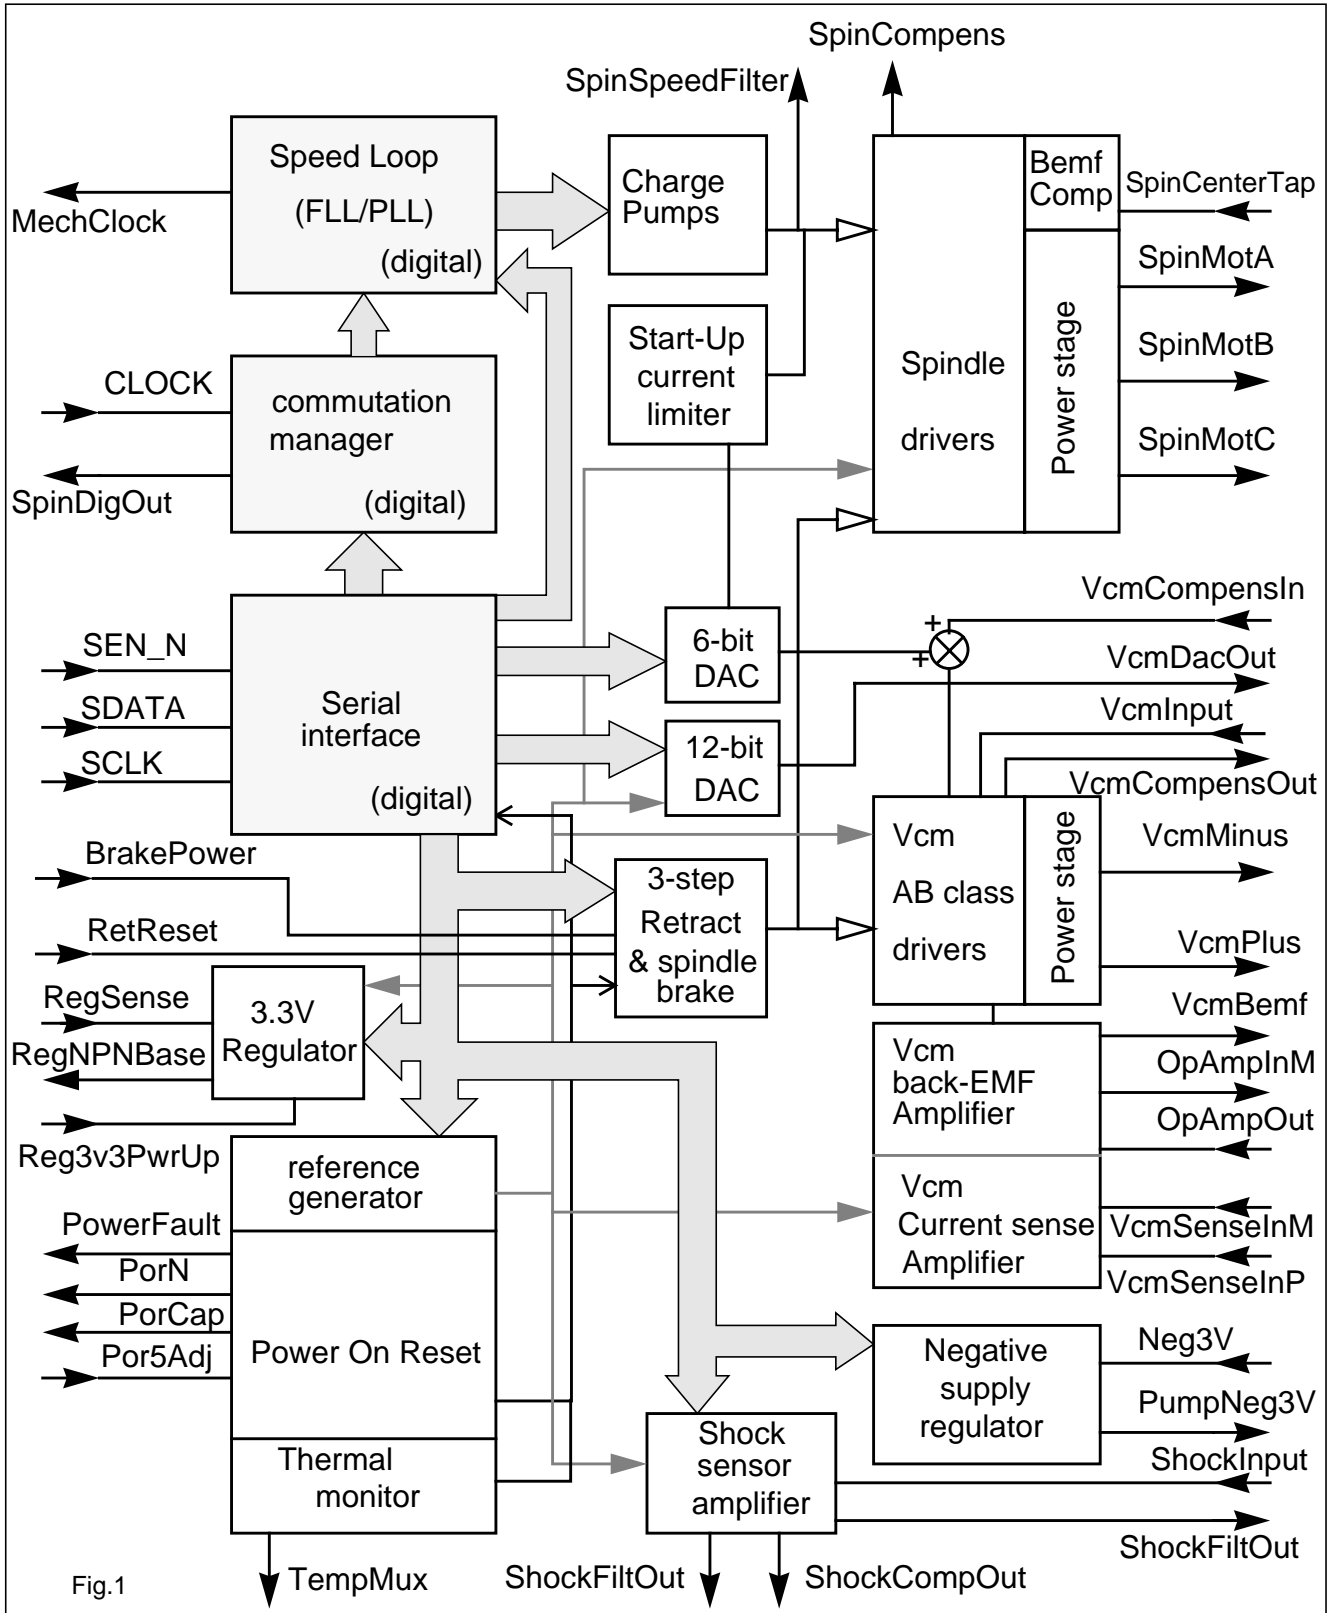 SpinCompens
SpinSpeedFilter
Speed Loop
(FLL/PLL)
(digital)
MechClock
Charge
Pumps
Bemf
Comp
SpinCenterTap
SpinMotA
SpinMotB
SpinMotC
Spindle
drivers
Power stage
Start-Up
current
limiter
CLOCK
commutation
manager
(digital)
SpinDigOut
SEN_N
SDATA
SCLK
Serial
interface
(digital)
6-bit
DAC
12-bit
DAC
+
+
VcmCompensIn
VcmDacOut
VcmInput
VcmCompensOut
Vcm
AB class
drivers
Power stage
VcmMinus
VcmPlus
BrakePower
RetReset
3-step
Retract
& spindle
brake
RegSense
RegNPNBase
Reg3v3PwrUp
3.3V
Regulator
VcmBemf
OpAmpInM
OpAmpOut
Vcm
back-EMF
Amplifier
Vcm
Current sense
Amplifier
VcmSenseInM
VcmSenseInP
reference
generator
PowerFault
PorN
PorCap
Por5Adj
Power On Reset
Thermal
monitor
Negative
supply
regulator
Neg3V
PumpNeg3V
Shock
sensor
amplifier
ShockInput
ShockFiltOut
TempMux
ShockFiltOut
ShockCompOut
Fig.1